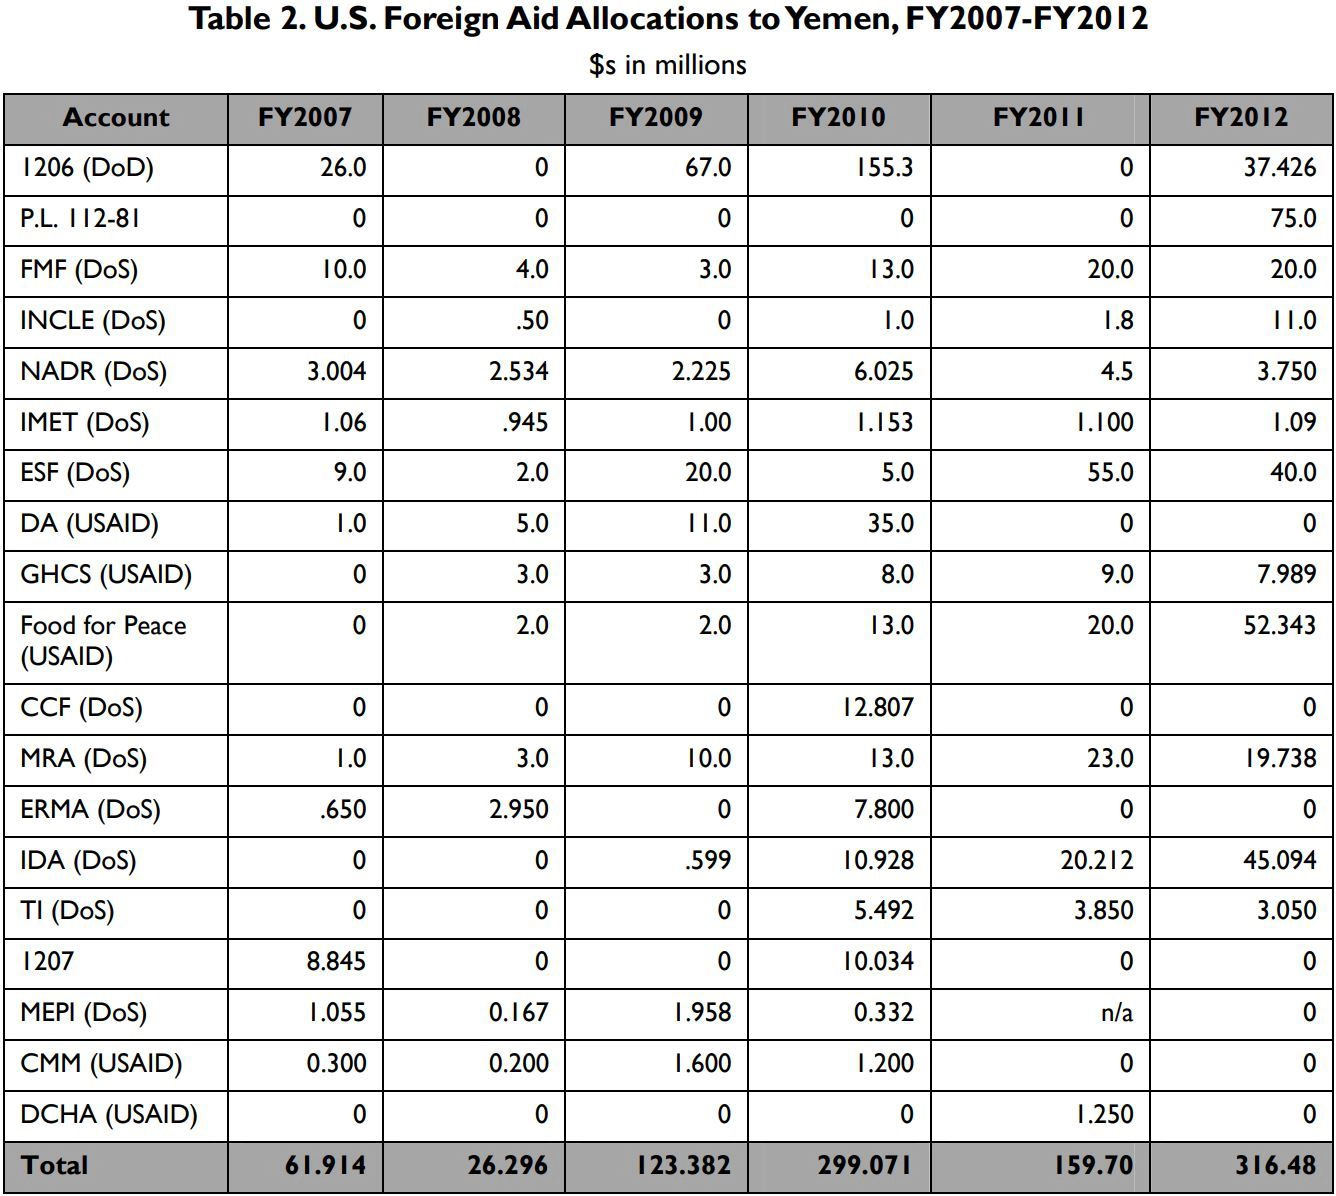 Table 2. U.S. Foreign Aid Allocations to Yemen, FY2007-FY2012
$s in millions
Account FY2007 FY2008 FY2009 FY2010 FY2011 FY2012
1206 (DoD) 26.0 0 67.0 155.3 0 37.426
P.L. 112-81 0 0 0 0 0 75.0
FMF (DoS) 10.0 4.0 3.0 13.0 20.0 20.0
INCLE (DoS) 0 .50 0 1.0 1.8 11.0
NADR (DoS) 3.004 2.534 2.225 6.025 4.5 3.750
IMET (DoS) 1.06 .945 1.00 1.153 1.100 1.09
ESF (DoS) 9.0 2.0 20.0 5.0 55.0 40.0
DA (USAID) 1.0 5.0 11.0 35.0 0 0
GHCS (USAID) 0 3.0 3.0 8.0 9.0 7.989
Food for Peace 0 2.0 2.0 13.0 20.0 52.343
(USAID)
CCF (DoS) 0 0 0 12.807 0 0
MRA (DoS) 1.0 3.0 10.0 13.0 23.0 19.738
ERMA (DoS) .650 2.950 0 7.800 0 0
IDA (DoS) 0 0 .599 10.928 20.212 45.094
TI (DoS) 0 0 0 5.492 3.850 3.050
1207 8.845 0 0 10.034 0 0
MEPI (DoS) 1.055 0.167 1.958 0.332 n/a 0
CMM (USAID) 0.300 0.200 1.600 1.200 0 0
DCHA (USAID) 0 0 0 0 1.250 0
Total 61.914 26.296 123.382 299.071 159.70 316.48